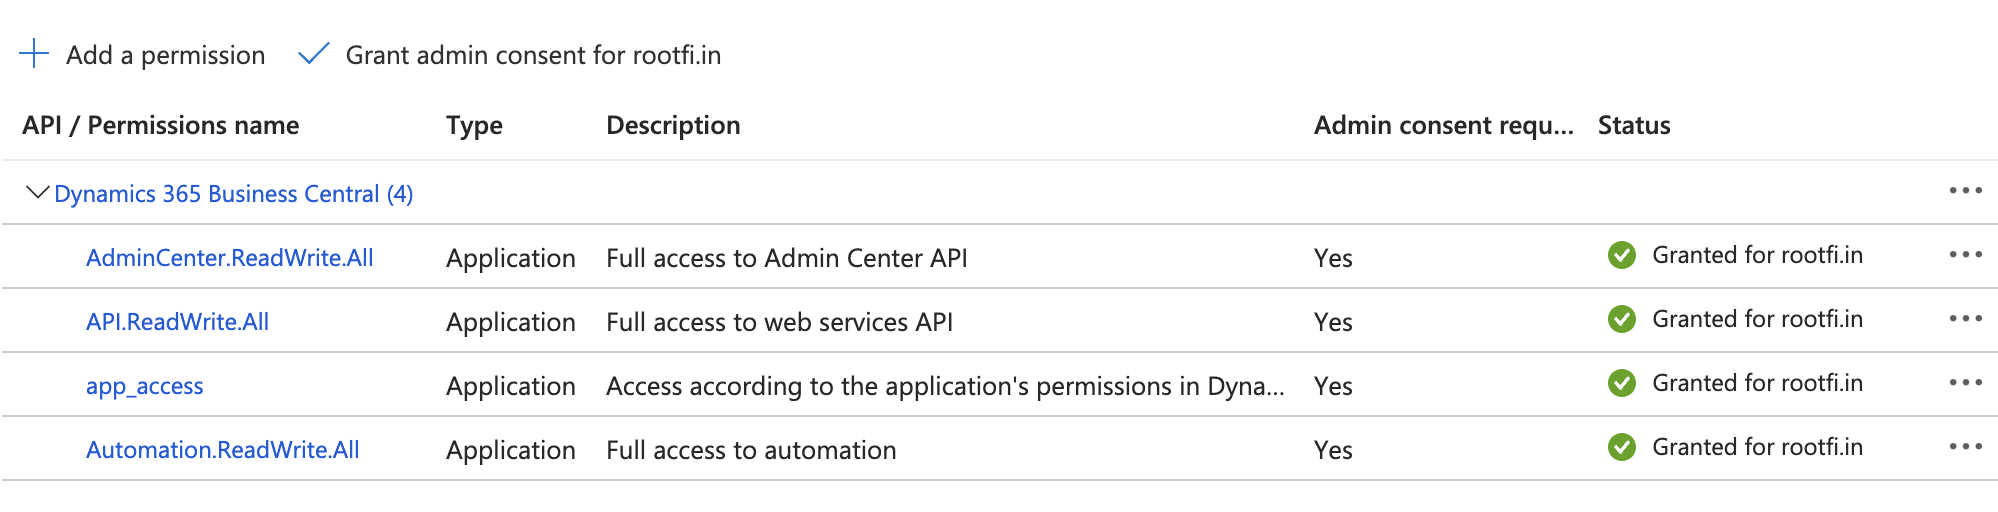 Add a permission Grant admin consent for rootfi.in
API / Permissions name Type Description Admin consent requ... Status
Dynamics 365 Business Central (4)
AdminCenter.ReadWrite.All Application Full access to Admin Center API Yes Granted for rootfi.in
API.ReadWrite.All Application Full access to web services API Yes Granted for rootfi.in
app_access Application Access according to the application's permissions in Dyna... Yes Granted for rootfi.in
Automation.ReadWrite.All Application Full access to automation Yes Granted for rootfi.in